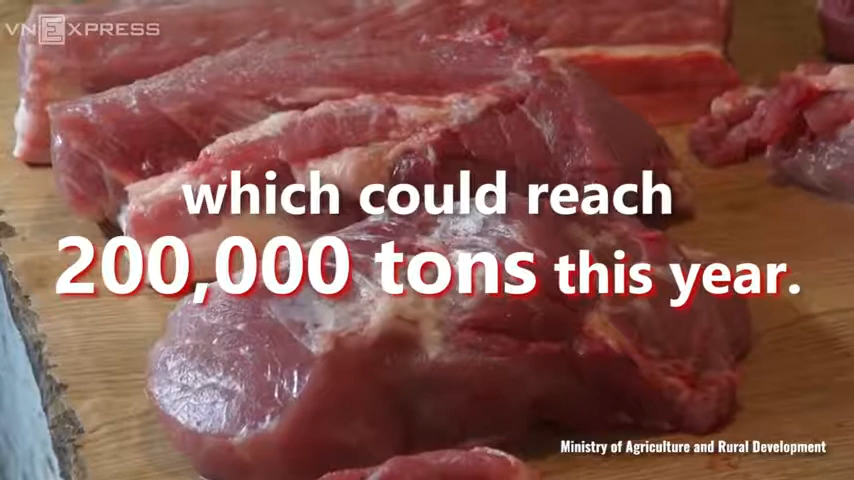 VNEXPRESS
which could reach
200,000 tons this year.
Ministry of Agriculture and Rural Development